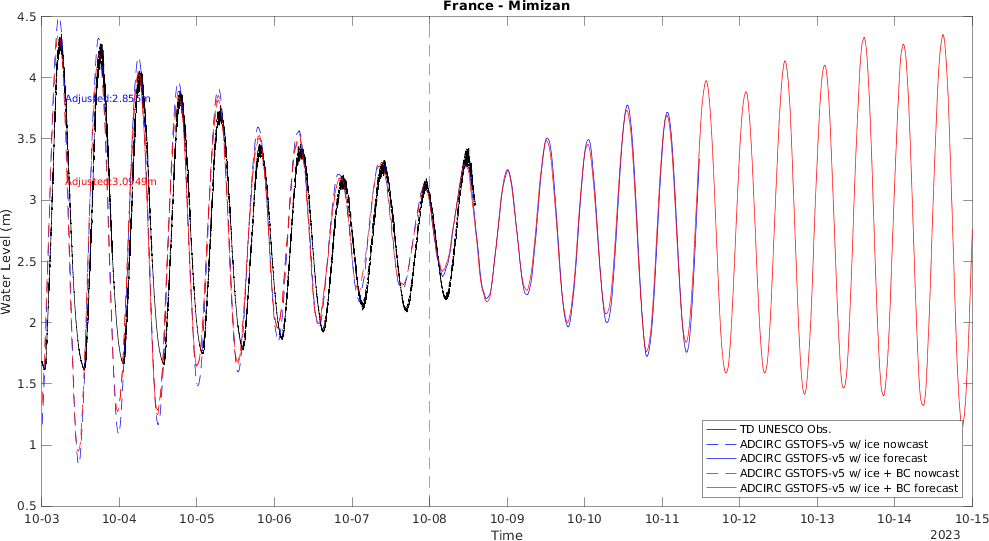 France - Mimizan
4.5
4
3.5
3
2.5
2
1.5
1
0.5
Water Level (m)
Adjusted:2.855m
Adjusted:3.0949m
TD UNESCO Obs.
ADCIRC GSTOFS-v5 w/ ice nowcast
ADCIRC GSTOFS-v5 w/ ice forecast
ADCIRC GSTOFS-v5 w/ ice + BC nowcast
ADCIRC GSTOFS-v5 w/ ice + BC forecast
10-03 10-04 10-05 10-06 10-07 10-08 10-09 10-10 10-11 10-12 10-13 10-14 10-15
Time
2023